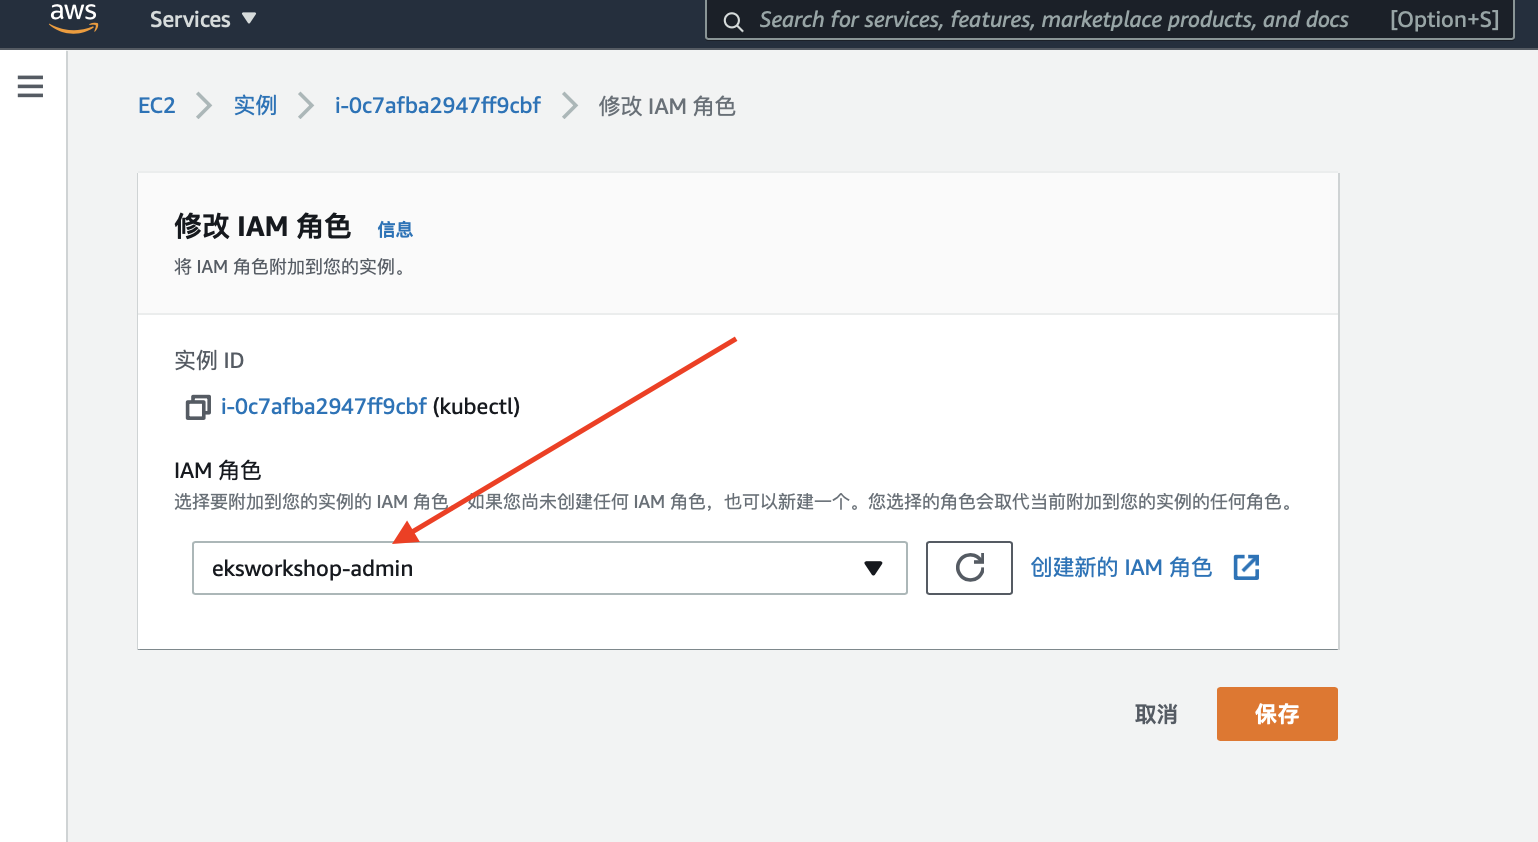 aws Services Search for services, features, marketplace products, and docs [Option+S]
EC2 实例 i-0c7afba2947ff9cbf 修改 IAM 角色
修改 IAM 角色 信息
将 IAM 角色附加到您的实例。
实例 ID
i-0c7afba2947ff9cbf (kubectl)
IAM 角色
选择要附加到您的实例的 IAM 角色。如果您尚未创建任何 IAM 角色，也可以新建一个。您选择的角色会取代当前附加到您的实例的任何角色。
eksworkshop-admin 创建新的 IAM 角色
取消 保存